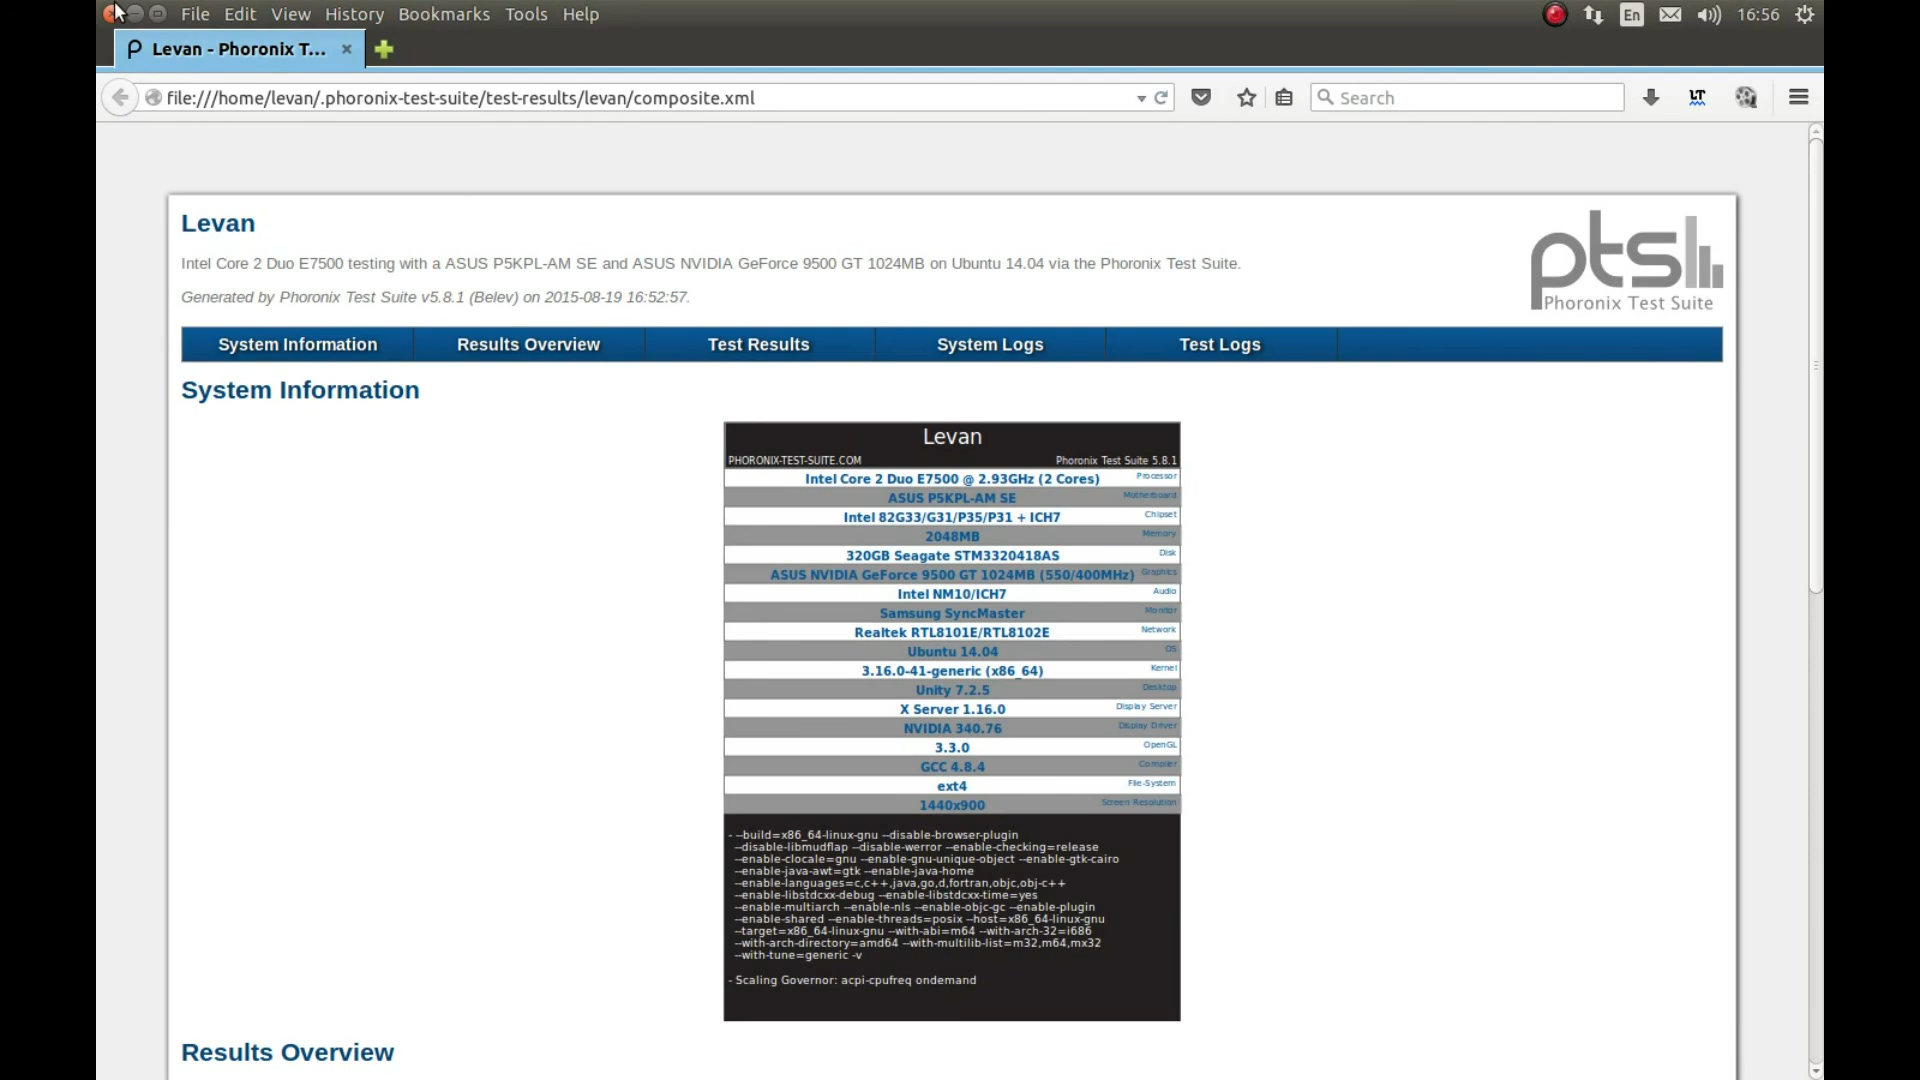 File Edit View History Bookmarks Tools Help
En 16:56
Levan - Phoronix T...
file:///home/levan/.phoronix-test-suite/test-results/levan/composite.xml
Search
LT
Levan
Intel Core 2 Duo E7500 testing with a ASUS P5KPL-AM SE and ASUS NVIDIA GeForce 9500 GT 1024MB on Ubuntu 14.04 via the Phoronix Test Suite.
Generated by Phoronix Test Suite v5.8.1 (Belev) on 2015-08-19 16:52:57.
pts
Phoronix Test Suite
System Information Results Overview Test Results System Logs Test Logs
System Information
Levan
PHORONIX-TEST-SUITE.COM Phoronix Test Suite 5.8.1
Intel Core 2 Duo E7500 @ 2.93GHz (2 Cores) Processor
ASUS P5KPL-AM SE Motherboard
Intel 82G33/G31/P35/P31 + ICH7 Chipset
2048MB Memory
320GB Seagate STM3320418AS Disk
ASUS NVIDIA GeForce 9500 GT 1024MB (550/400MHz) Graphics
Intel NM10/ICH7 Audio
Samsung SyncMaster Monitor
Realtek RTL8101E/RTL8102E Network
Ubuntu 14.04 OS
3.16.0-41-generic (x86_64) Kernel
Unity 7.2.5 Desktop
X Server 1.16.0 Display Server
NVIDIA 340.76 Display Driver
3.3.0 OpenGL
GCC 4.8.4 Compiler
ext4 File-System
1440x900 Screen Resolution
- --build=x86_64-linux-gnu --disable-browser-plugin
--disable-libmudflap --disable-werror --enable-checking=release
--enable-clocale=gnu --enable-gnu-unique-object --enable-gtk-cairo
--enable-java-awt=gtk --enable-java-home
--enable-languages=c,c++,java,go,d,fortran,objc,obj-c++
--enable-libstdcxx-debug --enable-libstdcxx-time=yes
--enable-multiarch --enable-nls --enable-objc-gc --enable-plugin
--enable-shared --enable-threads=posix --host=x86_64-linux-gnu
--target=x86_64-linux-gnu --with-abi=m64 --with-arch-32=i686
--with-arch-directory=amd64 --with-multilib-list=m32,m64,mx32
--with-tune=generic -v
- Scaling Governor: acpi-cpufreq ondemand
Results Overview